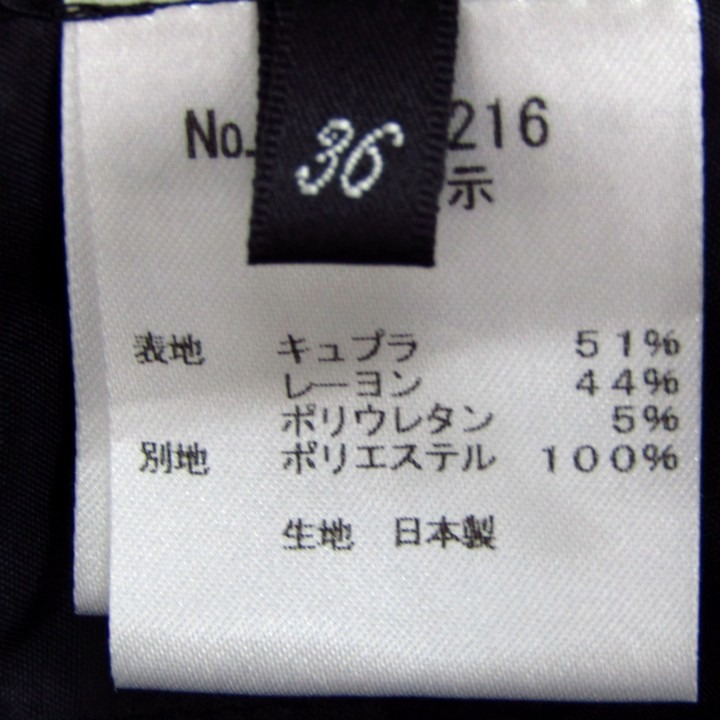 No. 216
36
示
表地 キュプラ 51%
レーヨン 44%
ポリウレタン 5%
別地 ポリエステル 100%
生地 日本製